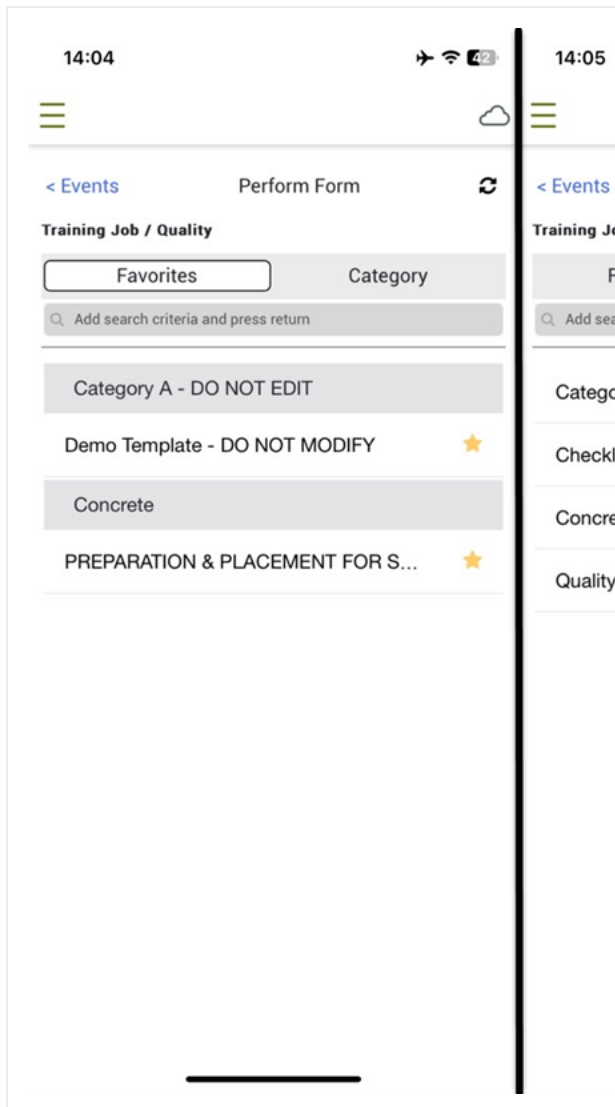 14:04
42
< Events
Perform Form
Training Job / Quality
Favorites
Category
Add search criteria and press return
Category A - DO NOT EDIT
Demo Template - DO NOT MODIFY
Concrete
PREPARATION & PLACEMENT FOR S...
14:05
< Events
Training Jo
F
Add sea
Catego
Checkl
Concre
Quality